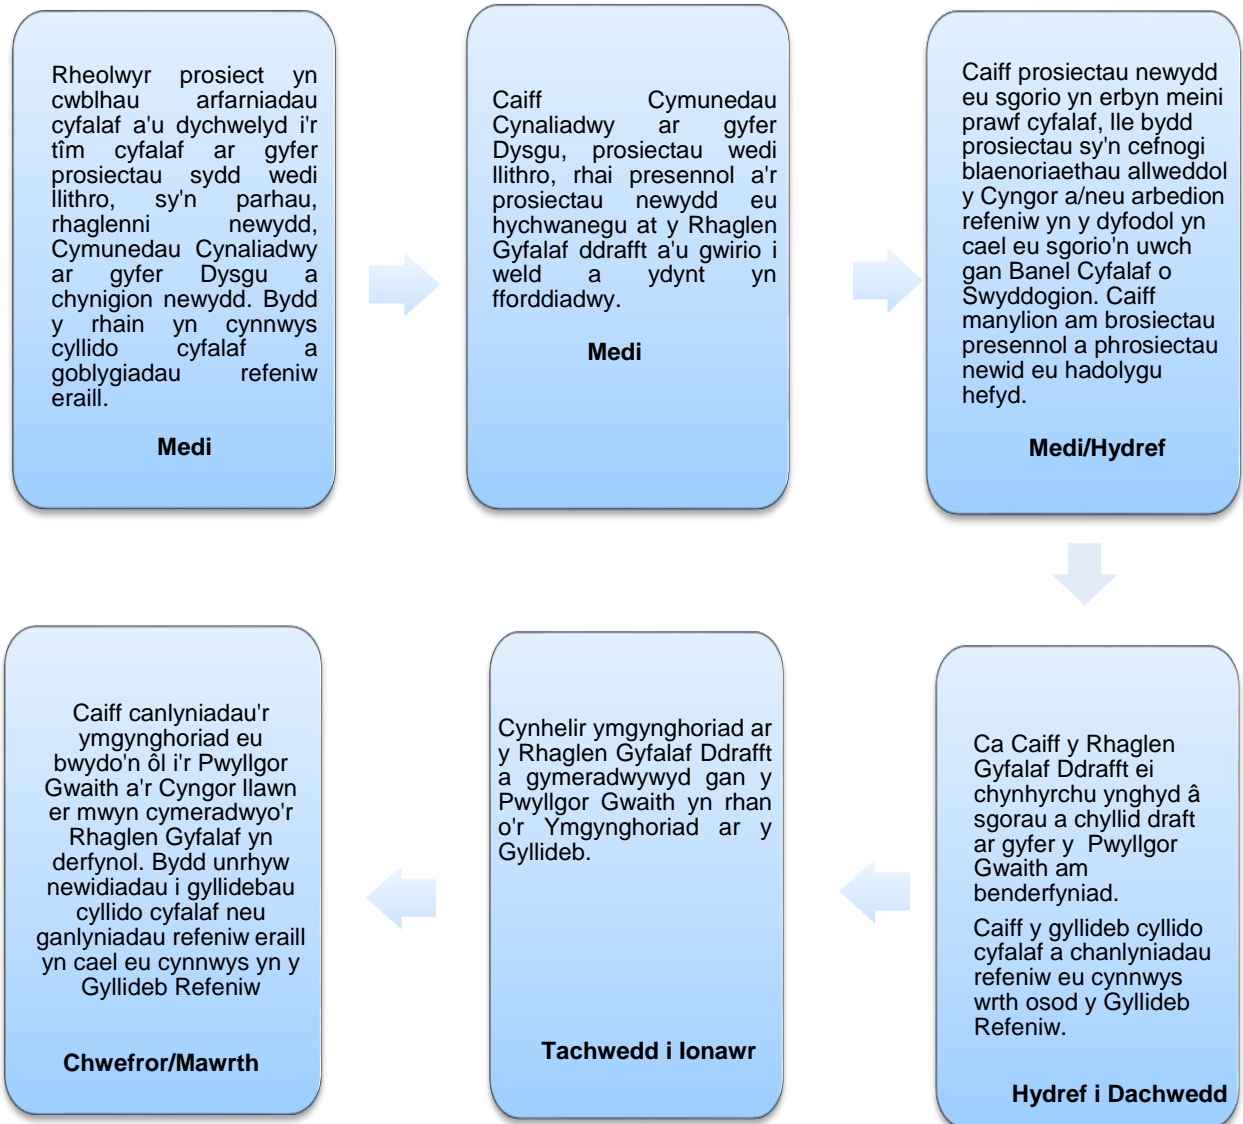 Rheolwyr prosiect yn
cwblhau arfarniadau
cyfalaf a'u dychwelyd i'r
tîm cyfalaf ar gyfer
prosiectau sydd wedi
llithro, sy'n parhau,
rhaglenni newydd,
Cymunedau Cynaliadwy
ar gyfer Dysgu a
chynigion newydd. Bydd
y rhain yn cynnwys
cyllido cyfalaf a
goblygiadau refeniw
eraill.
Medi
Caiff Cymunedau
Cynaliadwy ar gyfer
Dysgu, prosiectau wedi
llithro, rhai presennol a'r
prosiectau newydd eu
hychwanegu at y Rhaglen
Gyfalaf ddrafft a'u gwirio i
weld a ydynt yn
fforddiadwy.
Medi
Caiff prosiectau newydd
eu sgorio yn erbyn meini
prawf cyfalaf, lle bydd
prosiectau sy'n cefnogi
blaenoriaethau allweddol
y Cyngor a/neu arbedion
refeniw yn y dyfodol yn
cael eu sgorio'n uwch
gan Banel Cyfalaf o
Swyddogion. Caiff
manylion am brosiectau
presennol a phrosiectau
newid eu hadolygu
hefyd.
Medi/Hydref
Ca Caiff y Rhaglen
Gyfalaf Ddrafft ei
chynhyrchu ynghyd â
sgorau a chyllid draft
ar gyfer y Pwyllgor
Gwaith am
benderfyniad.
Caiff y gyllideb cyllido
cyfalaf a chanlyniadau
refeniw eu cynnwys
wrth osod y Gyllideb
Refeniw.
Hydref i Dachwedd
Cynhelir ymgynghoriad ar
y Rhaglen Gyfalaf Ddrafft
a gymeradwywyd gan y
Pwyllgor Gwaith yn rhan
o'r Ymgynghoriad ar y
Gyllideb.
Tachwedd i Ionawr
Caiff canlyniadau'r
ymgynghoriad eu
bwydo'n ôl i'r Pwyllgor
Gwaith a'r Cyngor llawn
er mwyn cymeradwyo'r
Rhaglen Gyfalaf yn
derfynol. Bydd unrhyw
newidiadau i gyllidebau
cyllido cyfalaf neu
ganlyniadau refeniw eraill
yn cael eu cynnwys yn y
Gyllideb Refeniw
Chwefror/Mawrth